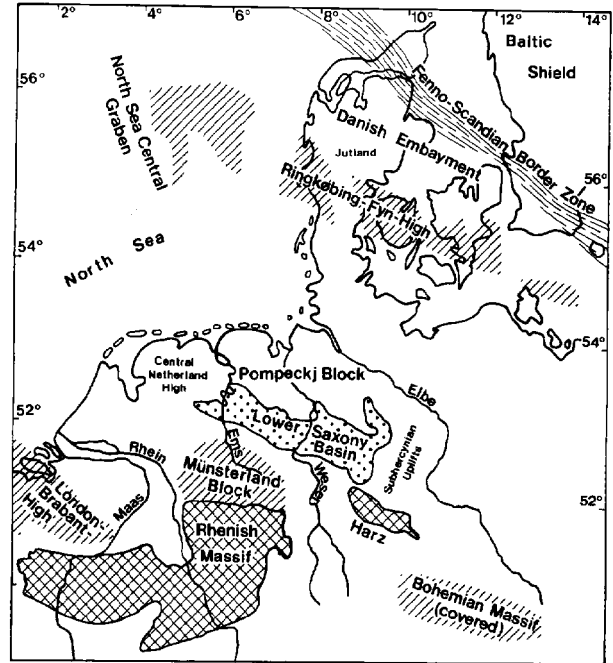 2°
4°
6°
8°
10°
12°
14°
Baltic
Shield
56°
North Sea Central
Graben
Fenno-Scandian Border Zone
Danish Embayment
Jutland
56°
Ringkøbing-Fyn-High
54°
North Sea
54°
Central
Netherland
High
Pompeckj Block
Elbe
52°
Lower
Saxony
Basin
Ems
Rhein
Weser
Subhercynian
Uplifts
Münsterland
Block
London-
Brabant-
High
Maas
52°
Rhenish
Massif
Harz
Bohemian Massif
(covered)